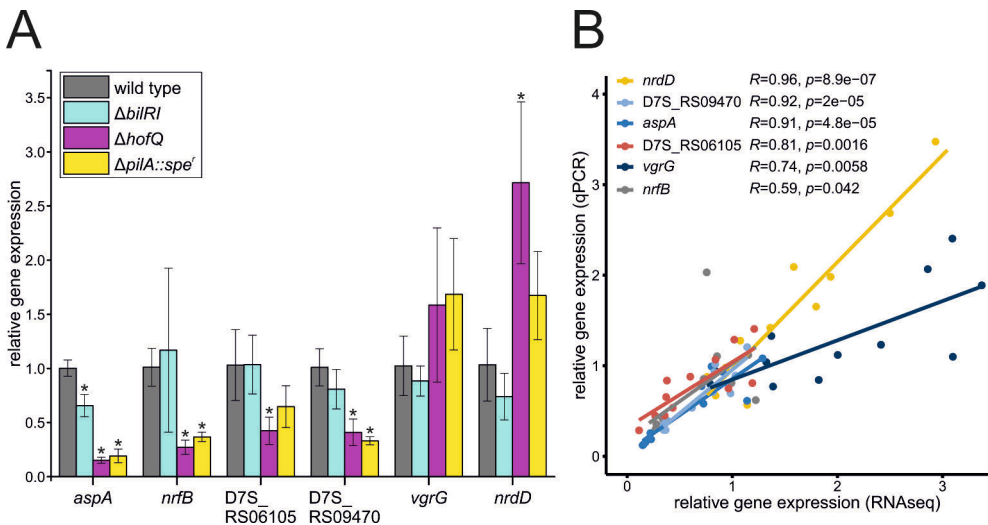 A
wild type
ΔbilRI
ΔhofQ
ΔpilA::speʳ
relative gene expression
3.5
3.0
2.5
2.0
1.5
1.0
0.5
0.0
*
*
*
*
*
*
*
*
*
aspA
nrfB
D7S_
RS06105
D7S_
RS09470
vgrG
nrdD
B
nrdD R=0.96, p=8.9e−07
D7S_RS09470 R=0.92, p=2e−05
aspA R=0.91, p=4.8e−05
D7S_RS06105 R=0.81, p=0.0016
vgrG R=0.74, p=0.0058
nrfB R=0.59, p=0.042
relative gene expression (qPCR)
4
3
2
1
0
0 1 2 3
relative gene expression (RNAseq)